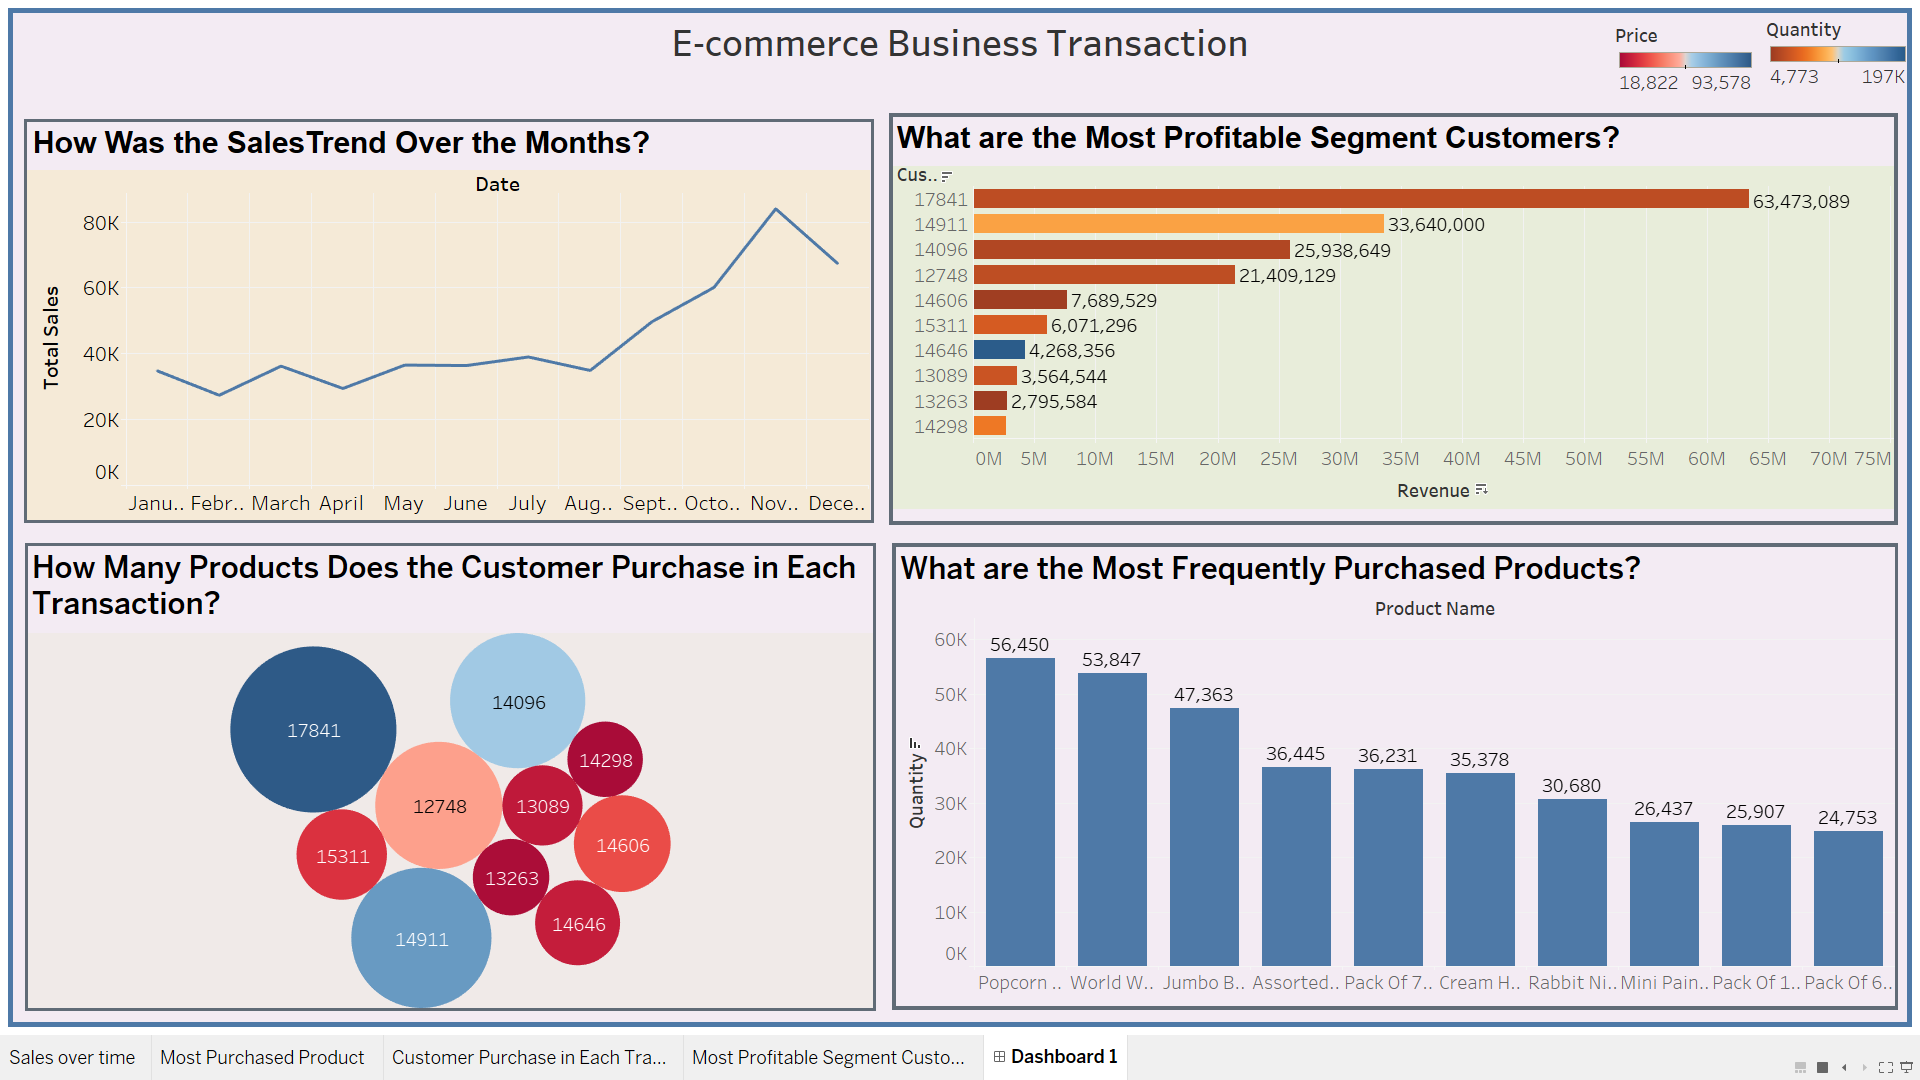 E-commerce Business Transaction
Price
18,822 93,578
Quantity
4,773 197K
How Was the SalesTrend Over the Months?
Date
Total Sales
80K
60K
40K
20K
0K
Janu.. Febr.. March April May June July Aug.. Sept.. Octo.. Nov.. Dece..
What are the Most Profitable Segment Customers?
Cus..
17841 63,473,089
14911 33,640,000
14096 25,938,649
12748 21,409,129
14606 7,689,529
15311 6,071,296
14646 4,268,356
13089 3,564,544
13263 2,795,584
14298
0M 5M 10M 15M 20M 25M 30M 35M 40M 45M 50M 55M 60M 65M 70M 75M
Revenue
How Many Products Does the Customer Purchase in Each
Transaction?
14096
17841
14298
12748
13089
14606
15311
13263
14646
14911
What are the Most Frequently Purchased Products?
Product Name
Quantity
60K
50K
40K
30K
20K
10K
0K
56,450
53,847
47,363
36,445
36,231
35,378
30,680
26,437
25,907
24,753
Popcorn .. World W.. Jumbo B.. Assorted.. Pack Of 7.. Cream H.. Rabbit Ni.. Mini Pain.. Pack Of 1.. Pack Of 6..
Sales over time
Most Purchased Product
Customer Purchase in Each Tra...
Most Profitable Segment Custo...
Dashboard 1